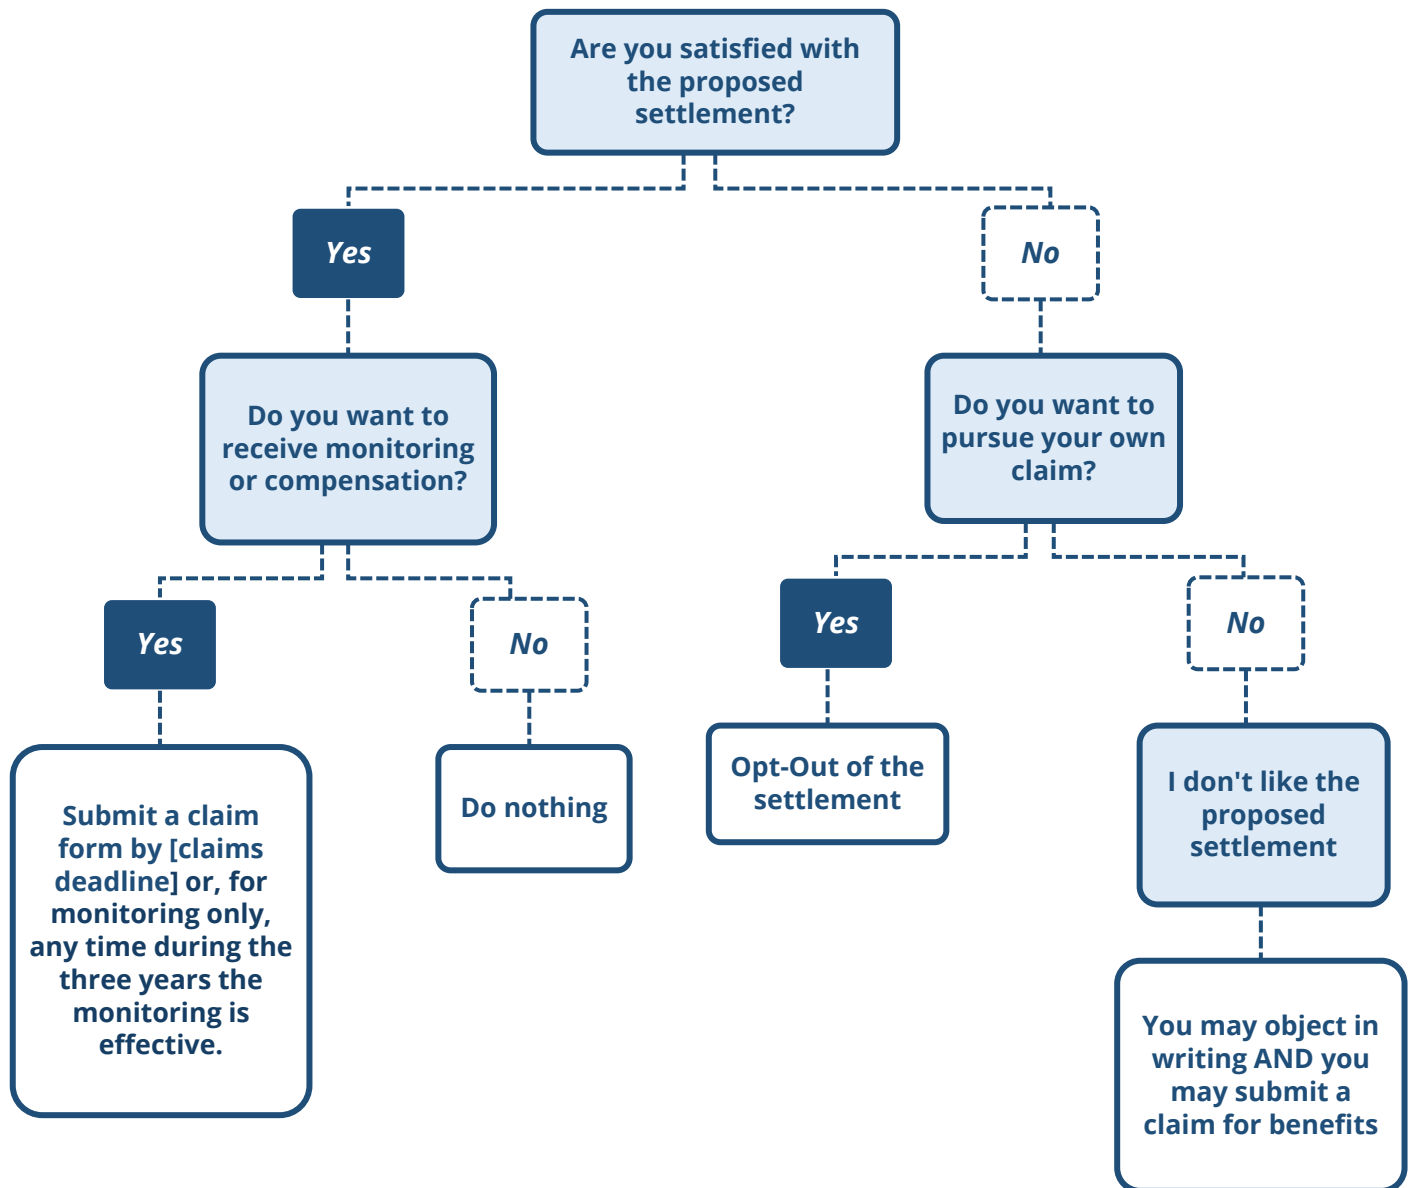 Are you satisfied with
the proposed
settlement?
Yes
No
Do you want to
receive monitoring
or compensation?
Do you want to
pursue your own
claim?
Yes
No
Yes
No
Submit a claim
form by [claims
deadline] or, for
monitoring only,
any time during the
three years the
monitoring is
effective.
Do nothing
Opt-Out of the
settlement
I don't like the
proposed
settlement
You may object in
writing AND you
may submit a
claim for benefits